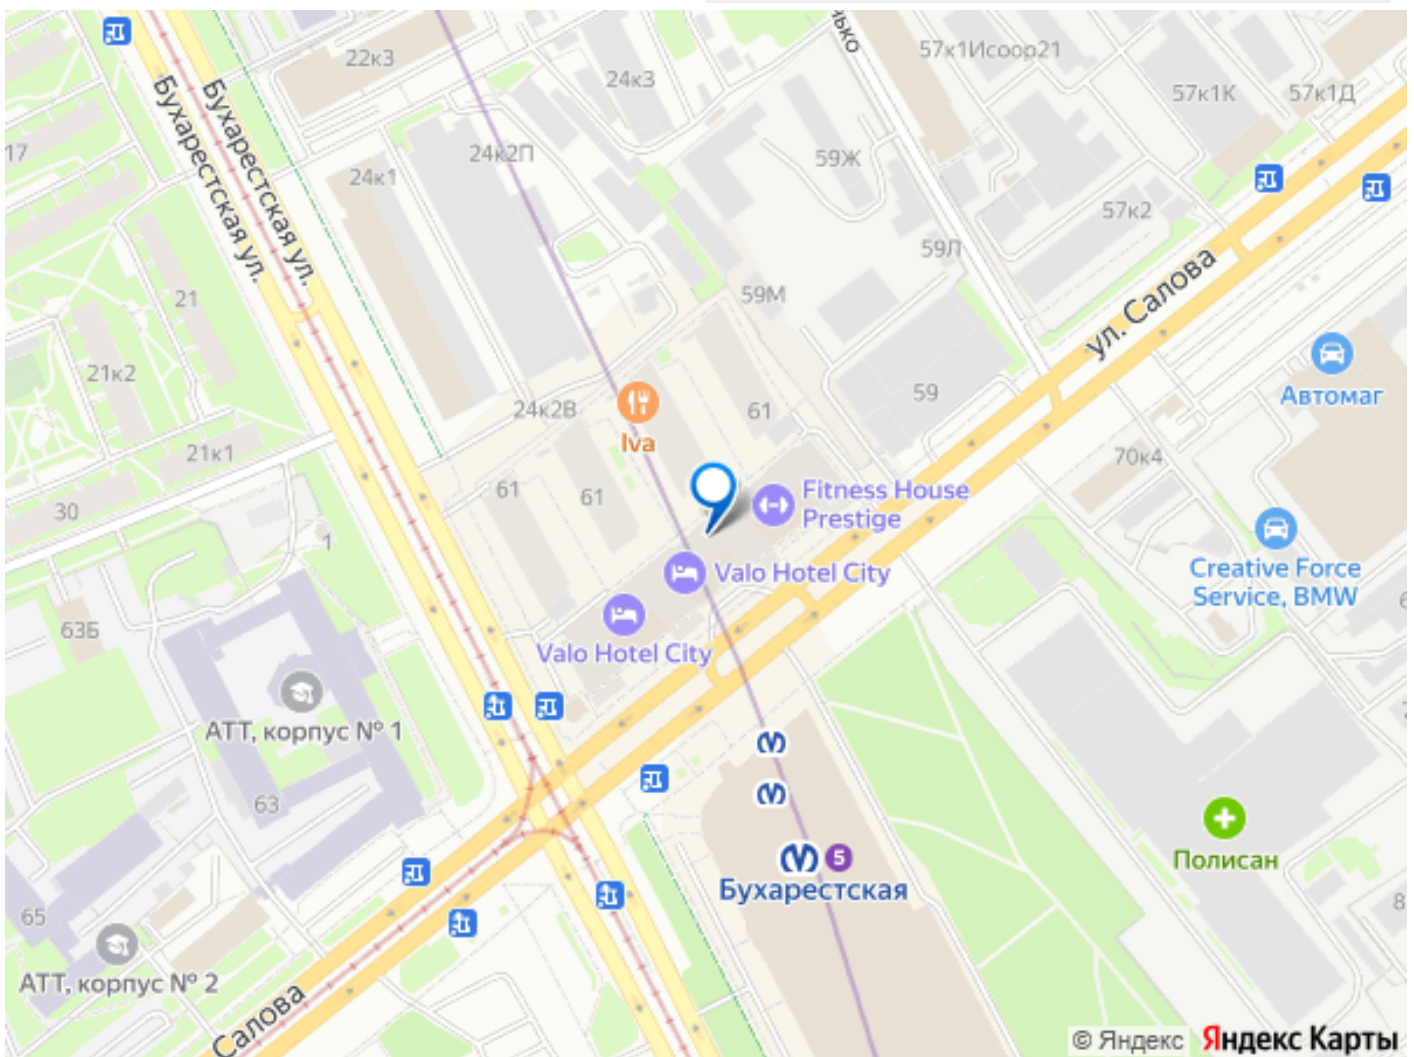 22к3
24к3
57к1Исоор21
57к1К
57к1Д
Бухарестская ул.
Бухарестская ул.
17
24к2П
24к1
59Ж
57к2
59Л
ул. Салова
21
59М
21к2
24к2В
Iva
61
59
Автомаг
21к1
70к4
30
61
61
Fitness House
Prestige
1
Valo Hotel City
Creative Force
Service, BMW
63Б
Valo Hotel City
АТТ, корпус № 1
63
Полисан
5
Бухарестская
65
8
АТТ, корпус № 2
Салова
© Яндекс
Яндекс Карты